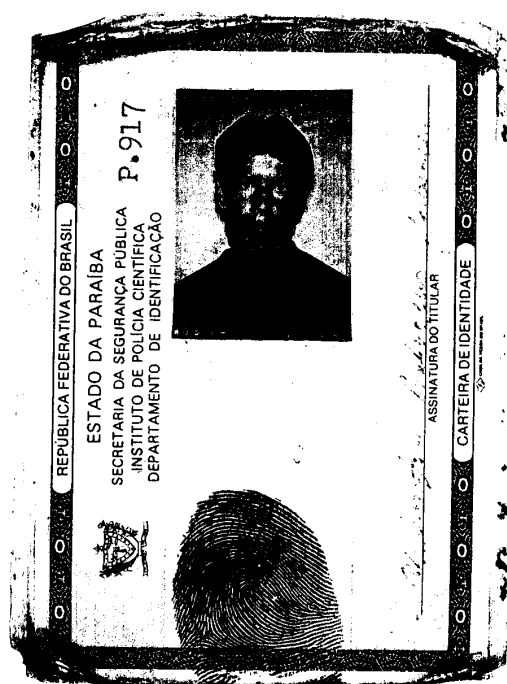 REPÚBLICA FEDERATIVA DO BRASIL
ESTADO DA PARAÍBA
SECRETARIA DA SEGURANÇA PÚBLICA
INSTITUTO DE POLÍCIA CIENTÍFICA
DEPARTAMENTO DE IDENTIFICAÇÃO
P.917
ASSINATURA DO TITULAR
CARTEIRA DE IDENTIDADE